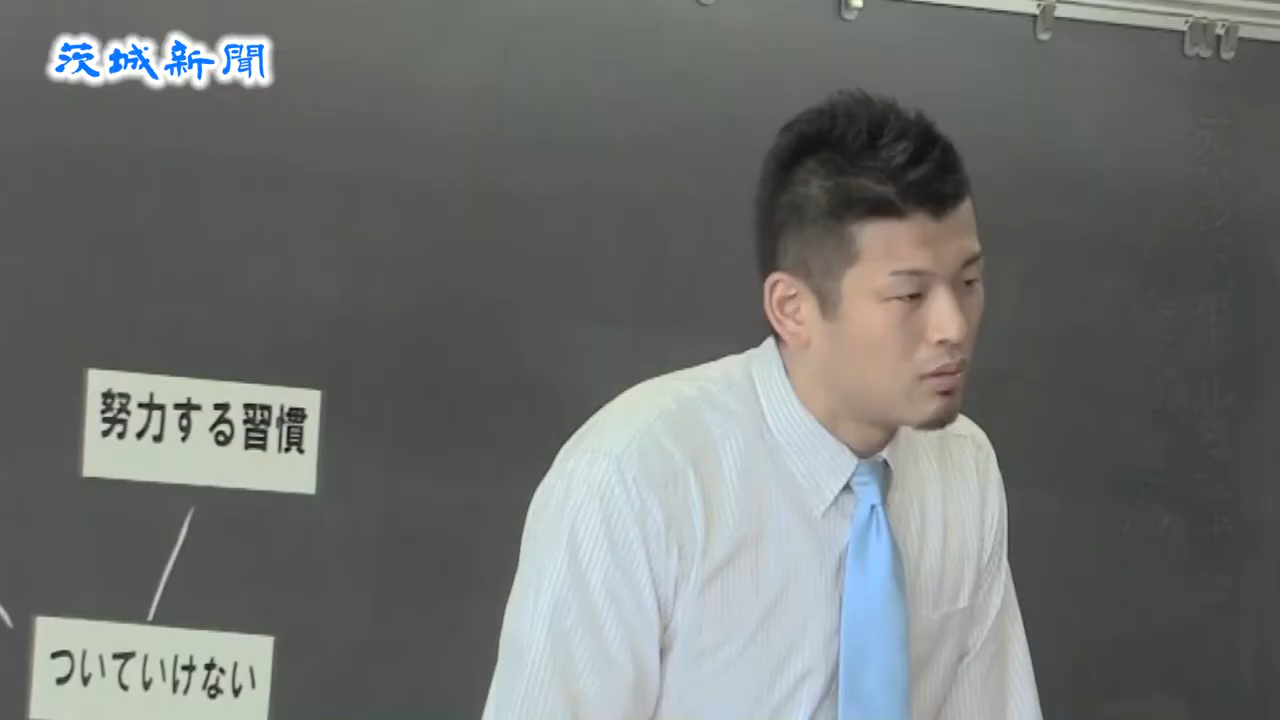 茨城新聞
努力する習慣
ついていけない